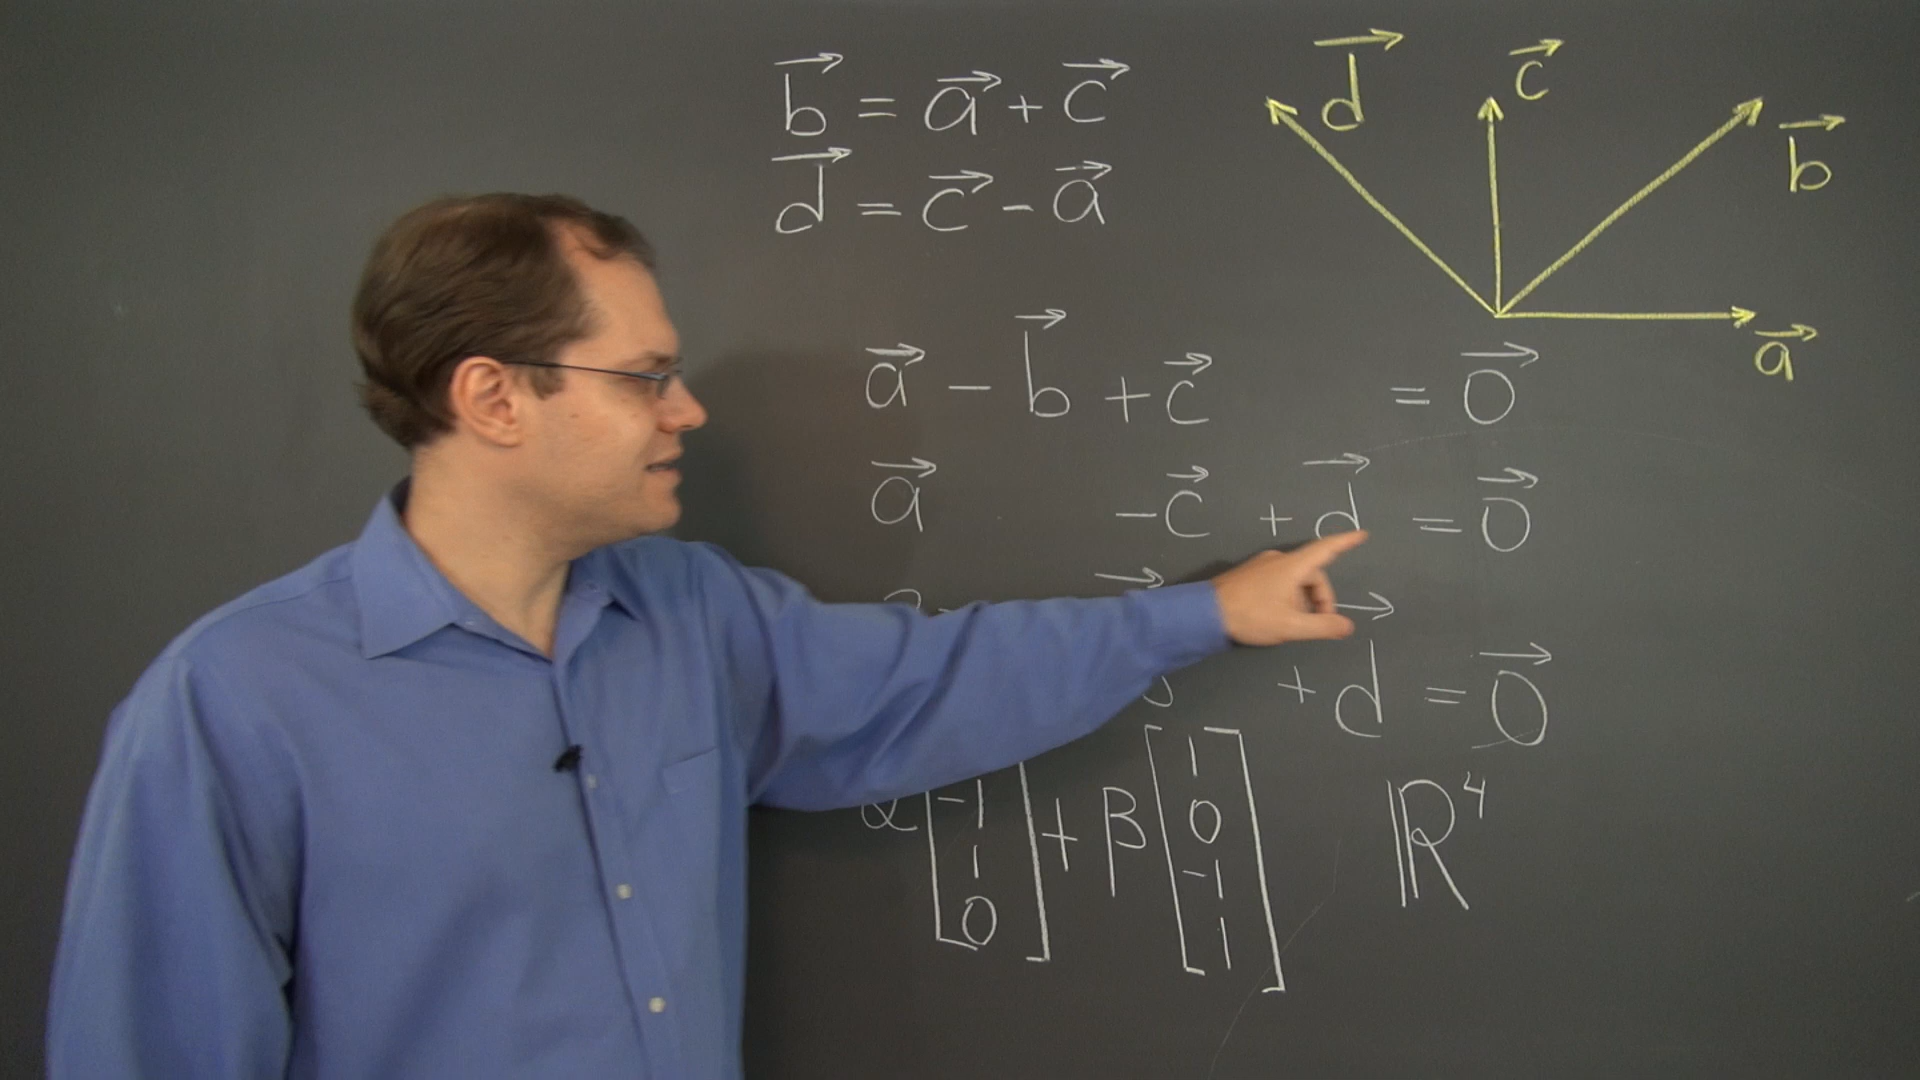 b⃗ = a⃗ + c⃗
d⃗ = c⃗ - a⃗
d⃗
c⃗
b⃗
a⃗
a⃗ - b⃗ + c⃗ = 0⃗
a⃗ - c⃗ + d⃗ = 0⃗
+ d⃗ = 0⃗
α [ -1 1 0 ] + β [ 1 0 -1 1 ] ℝ⁴